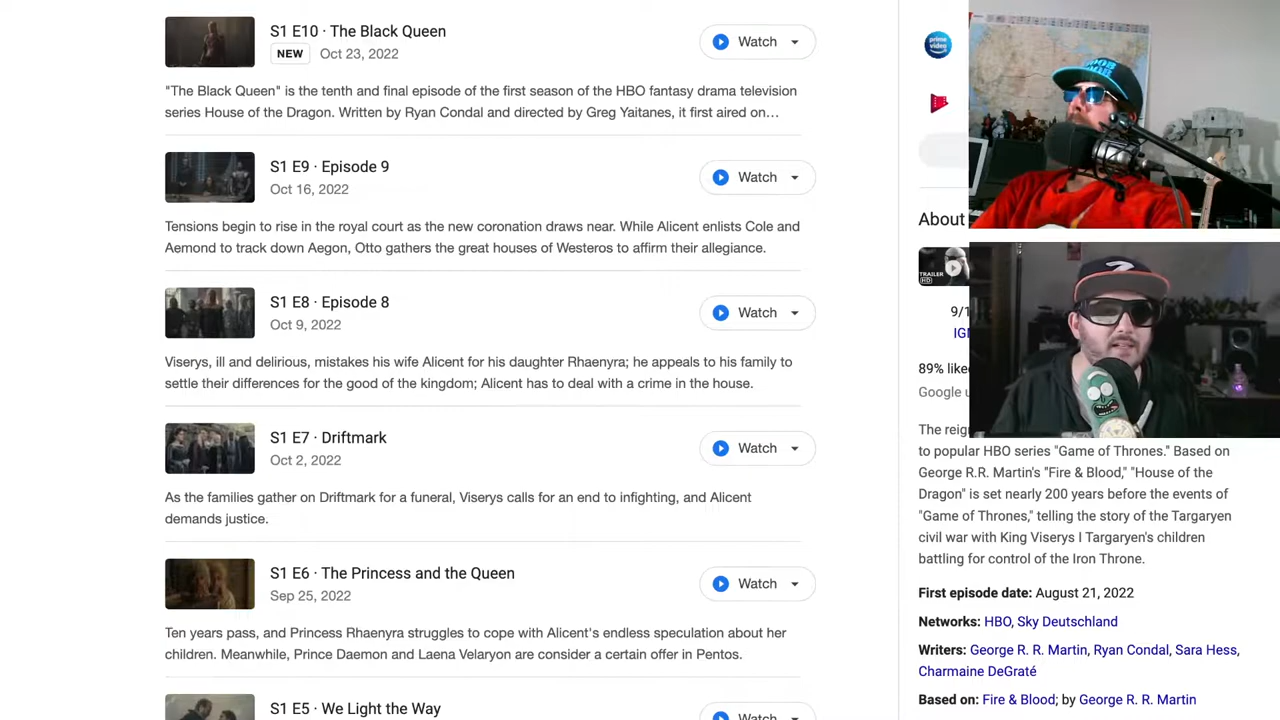 S1 E10 · The Black Queen
NEW Oct 23, 2022
Watch
"The Black Queen" is the tenth and final episode of the first season of the HBO fantasy drama television
series House of the Dragon. Written by Ryan Condal and directed by Greg Yaitanes, it first aired on…
S1 E9 · Episode 9
Oct 16, 2022
Watch
Tensions begin to rise in the royal court as the new coronation draws near. While Alicent enlists Cole and
Aemond to track down Aegon, Otto gathers the great houses of Westeros to affirm their allegiance.
S1 E8 · Episode 8
Oct 9, 2022
Watch
Viserys, ill and delirious, mistakes his wife Alicent for his daughter Rhaenyra; he appeals to his family to
settle their differences for the good of the kingdom; Alicent has to deal with a crime in the house.
S1 E7 · Driftmark
Oct 2, 2022
Watch
As the families gather on Driftmark for a funeral, Viserys calls for an end to infighting, and Alicent
demands justice.
S1 E6 · The Princess and the Queen
Sep 25, 2022
Watch
Ten years pass, and Princess Rhaenyra struggles to cope with Alicent's endless speculation about her
children. Meanwhile, Prince Daemon and Laena Velaryon are consider a certain offer in Pentos.
S1 E5 · We Light the Way
Watch
prime video
About
TRAILER
HD
9/1
IGN
89% like
Google u
The reig
to popular HBO series "Game of Thrones." Based on
George R.R. Martin's "Fire & Blood," "House of the
Dragon" is set nearly 200 years before the events of
"Game of Thrones," telling the story of the Targaryen
civil war with King Viserys I Targaryen's children
battling for control of the Iron Throne.
First episode date: August 21, 2022
Networks: HBO, Sky Deutschland
Writers: George R. R. Martin, Ryan Condal, Sara Hess,
Charmaine DeGraté
Based on: Fire & Blood; by George R. R. Martin